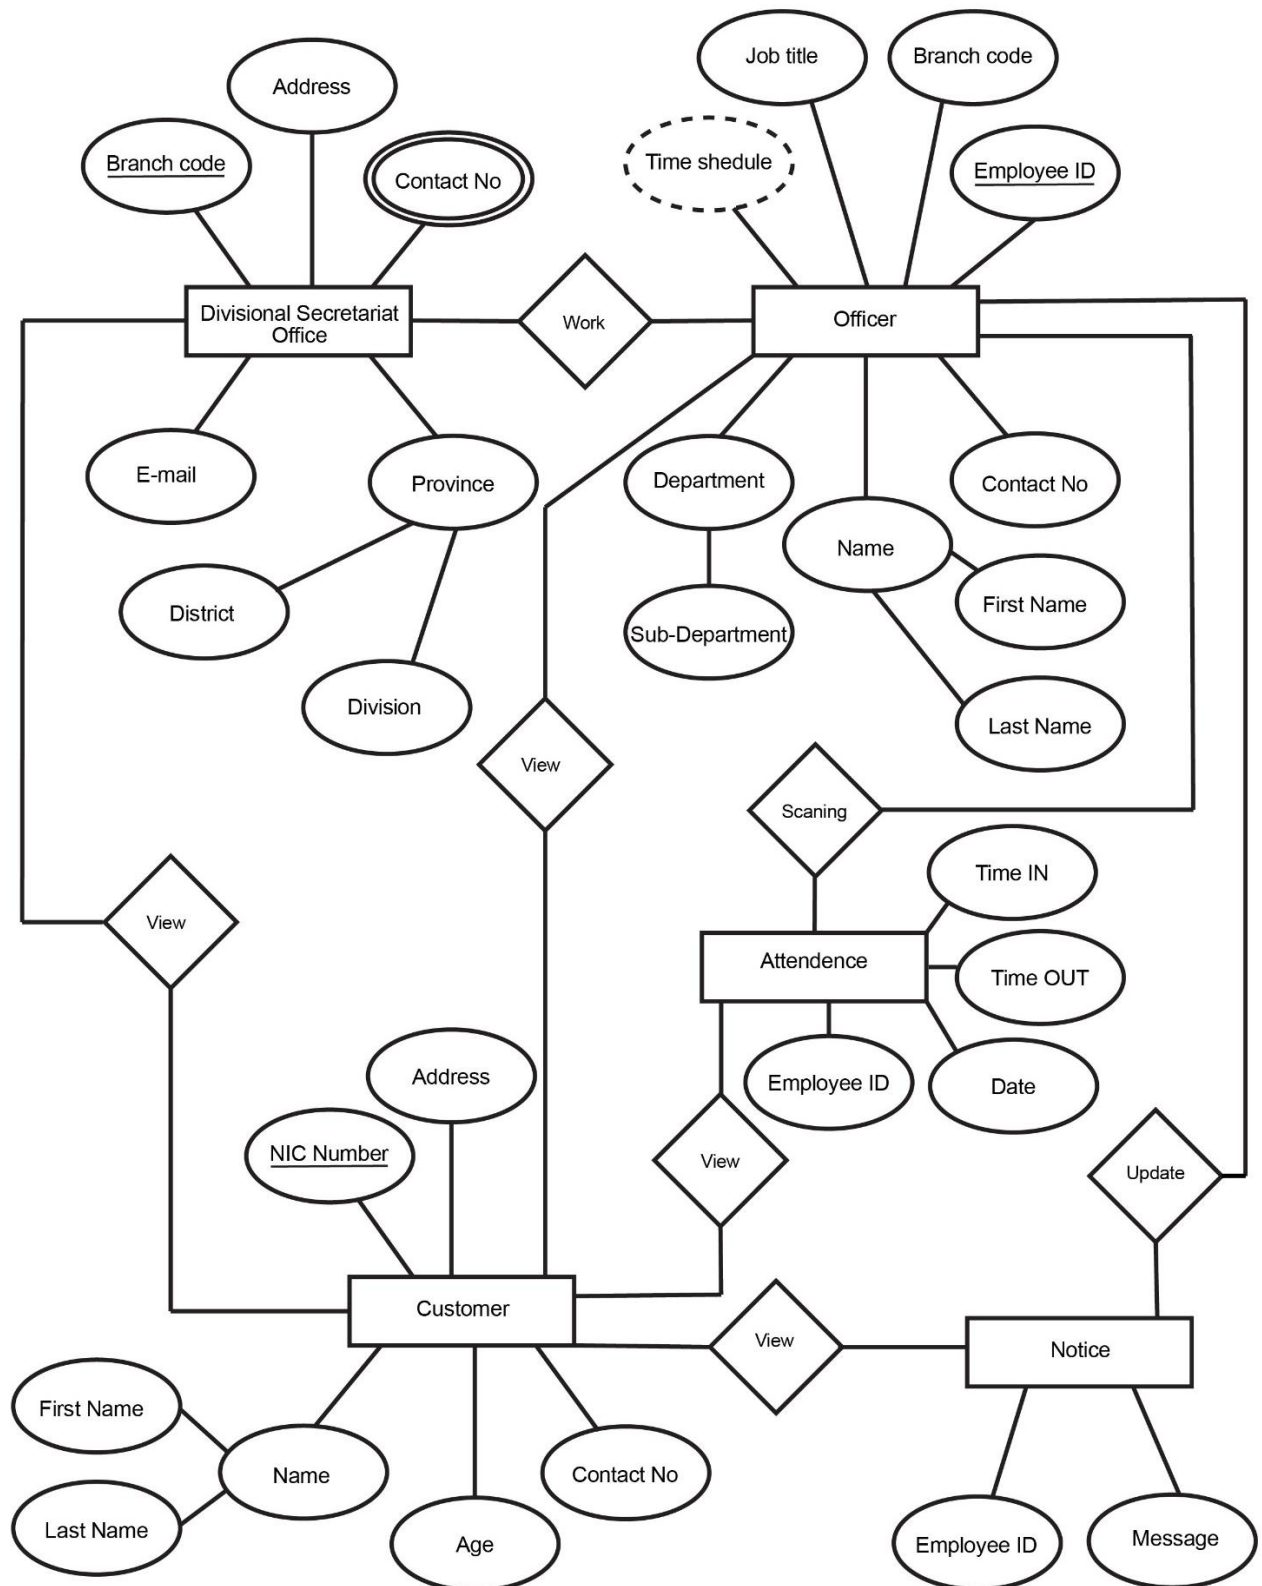 Job title
Branch code
Address
Branch code
Contact No
Time shedule
Employee ID
Divisional Secretariat
Office
Work
Officer
E-mail
Province
Department
Contact No
Name
District
First Name
Sub-Department
Division
Last Name
View
Scaning
Time IN
View
Attendence
Time OUT
Address
Employee ID
Date
NIC Number
View
Update
Customer
View
Notice
First Name
Name
Contact No
Last Name
Age
Employee ID
Message